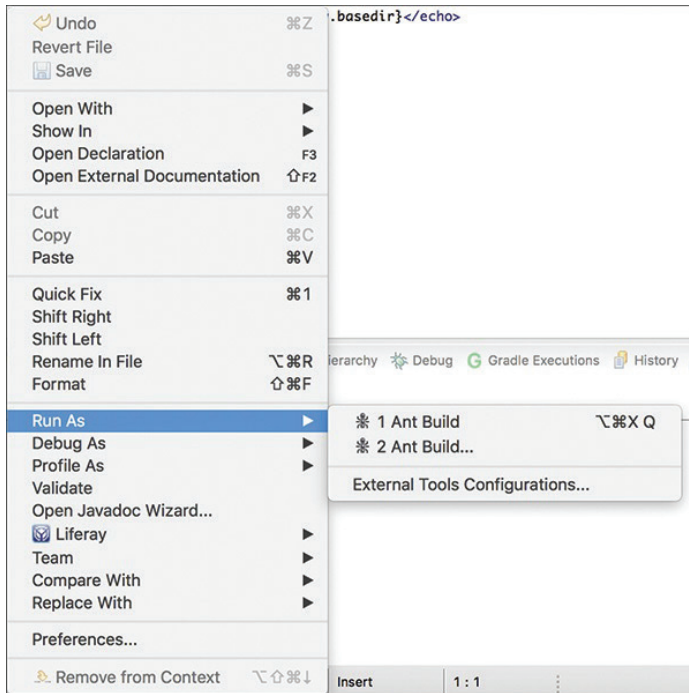 Undo ⌘Z
.basedir}</echo>
Revert File
Save ⌘S
Open With ▶
Show In ▶
Open Declaration F3
Open External Documentation ⇧F2
Cut ⌘X
Copy ⌘C
Paste ⌘V
Quick Fix ⌘1
Shift Right
Shift Left
Rename In File ⌥⌘R
Format ⇧⌘F
Debug Gradle Executions History
Run As ▶
1 Ant Build ⌥⌘X Q
2 Ant Build...
External Tools Configurations...
Debug As ▶
Profile As ▶
Validate
Open Javadoc Wizard...
Liferay ▶
Team ▶
Compare With ▶
Replace With ▶
Preferences...
Remove from Context ⌥⇧⌘↓
Insert 1 : 1